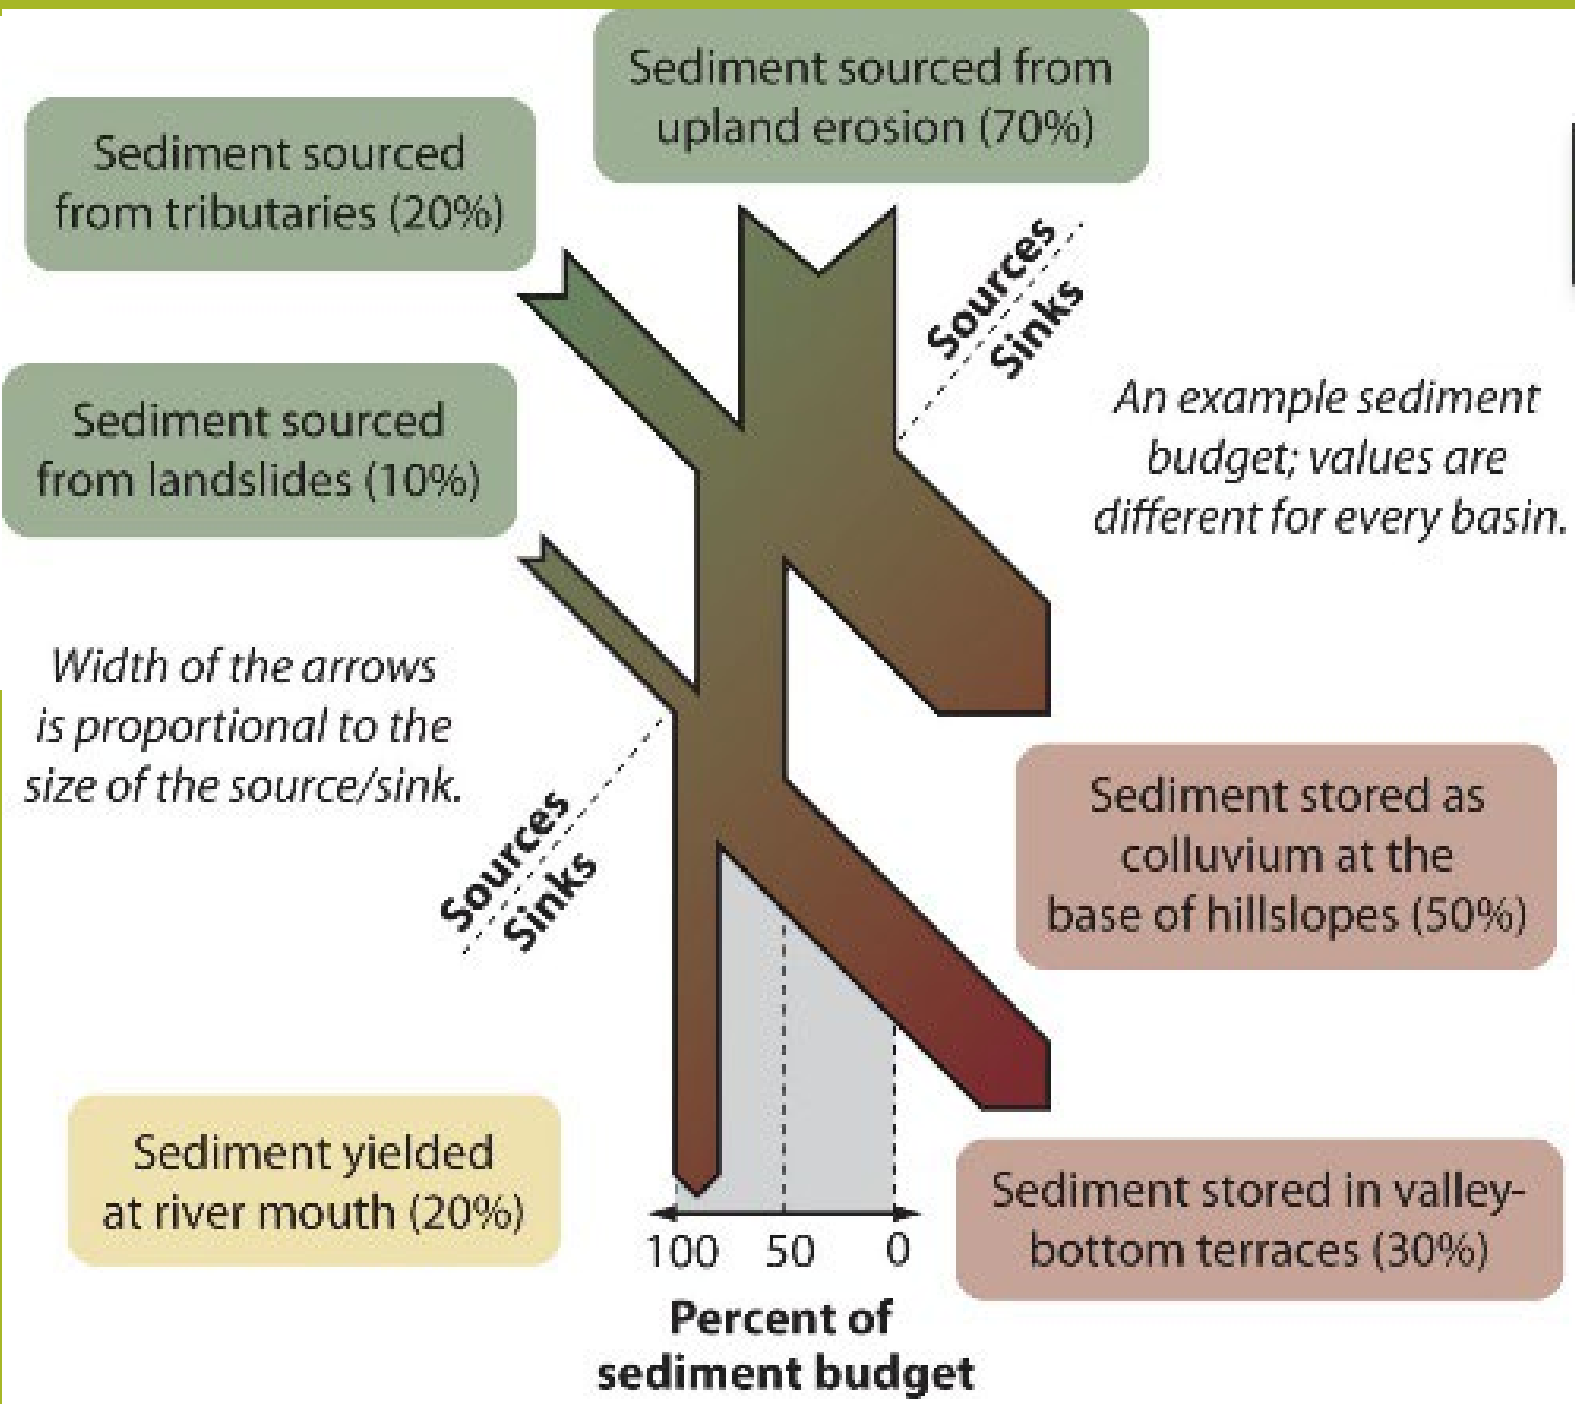 Sediment sourced from
upland erosion (70%)
Sediment sourced
from tributaries (20%)
Sources
Sinks
An example sediment
budget; values are
different for every basin.
Sediment sourced
from landslides (10%)
Width of the arrows
is proportional to the
size of the source/sink.
Sources
Sinks
Sediment stored as
colluvium at the
base of hillslopes (50%)
Sediment yielded
at river mouth (20%)
Sediment stored in valley-
bottom terraces (30%)
100 50 0
Percent of
sediment budget